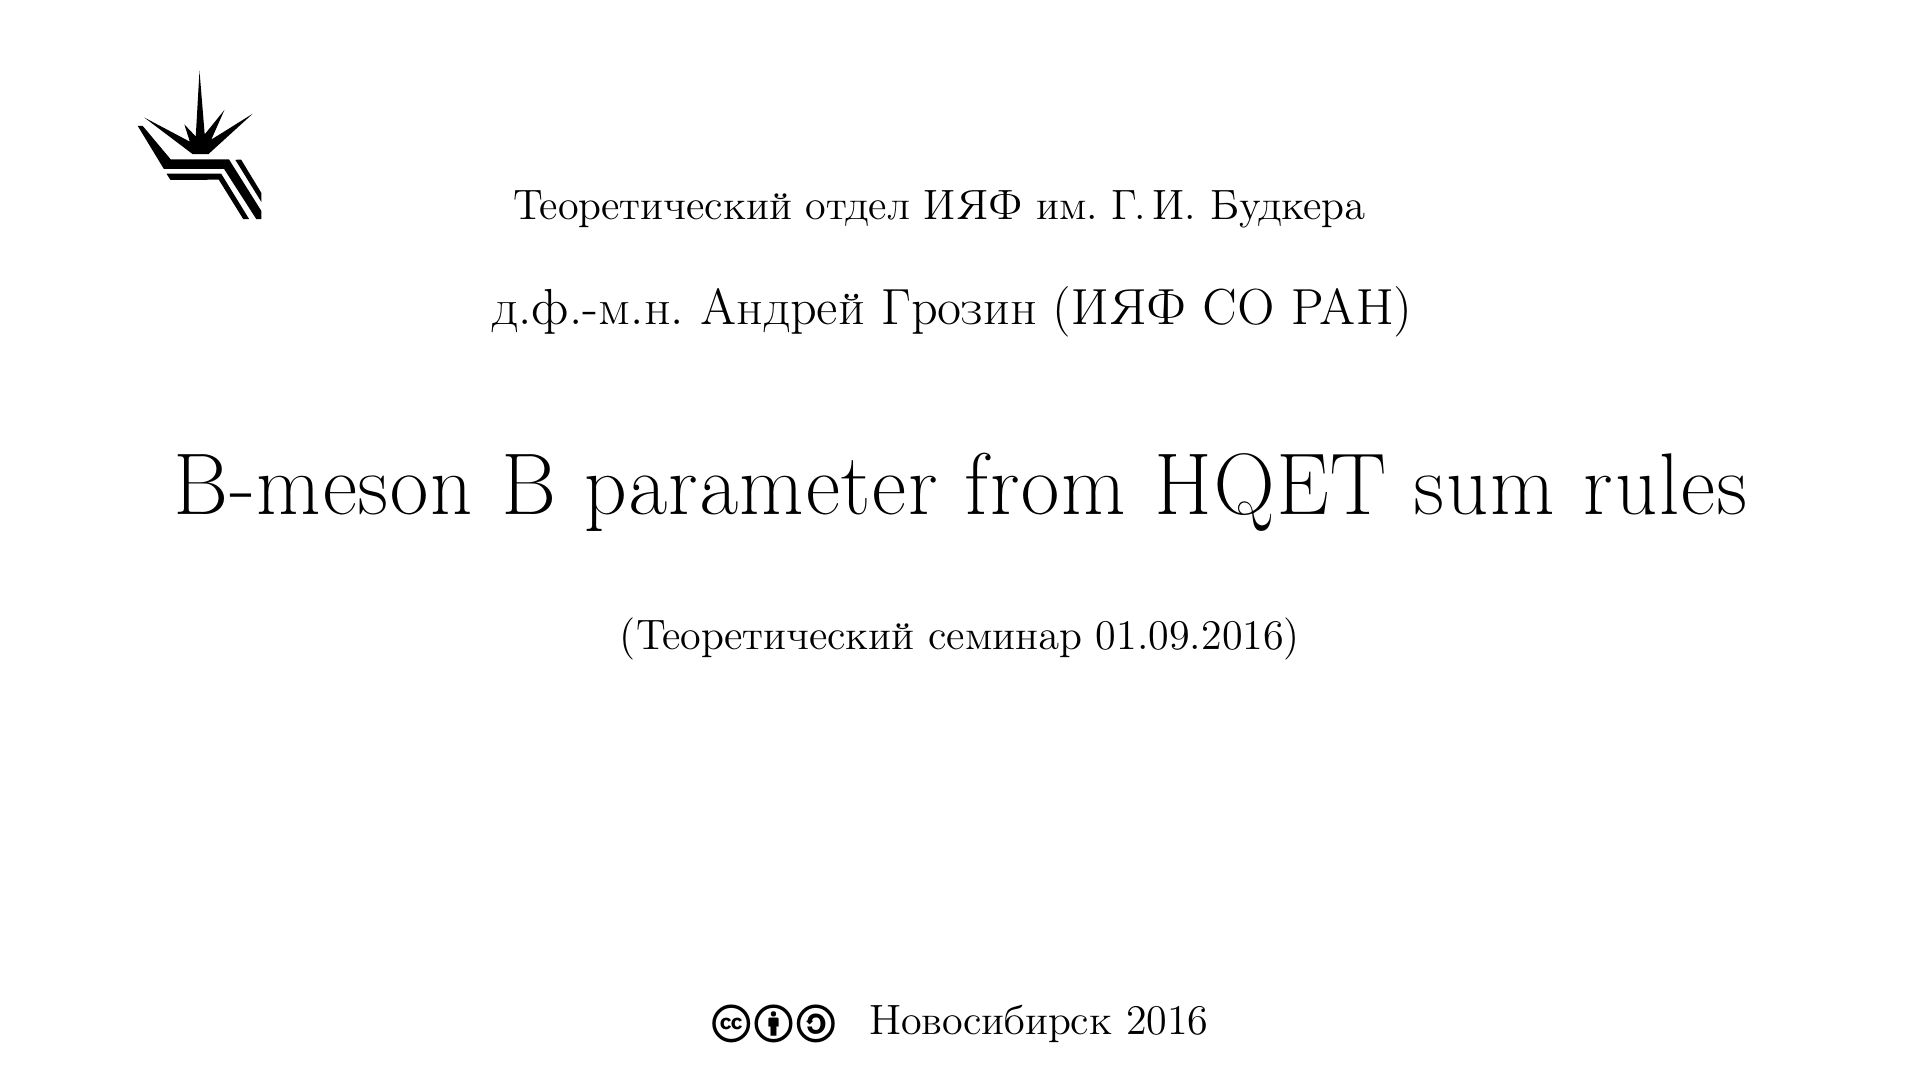 Теоретический отдел ИЯФ им. Г. И. Будкера
д.ф.-м.н. Андрей Грозин (ИЯФ СО РАН)
B-meson B parameter from HQET sum rules
(Теоретический семинар 01.09.2016)
cc Новосибирск 2016